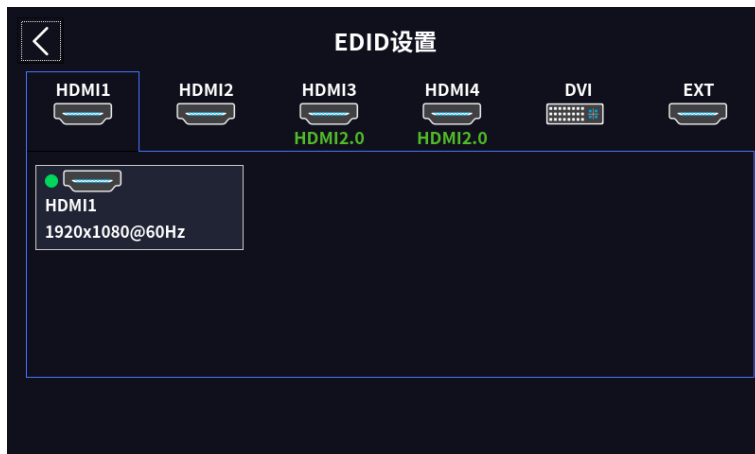 EDID设置
HDMI1 HDMI2 HDMI3 HDMI4 DVI EXT
HDMI2.0 HDMI2.0
HDMI1
1920x1080@60Hz